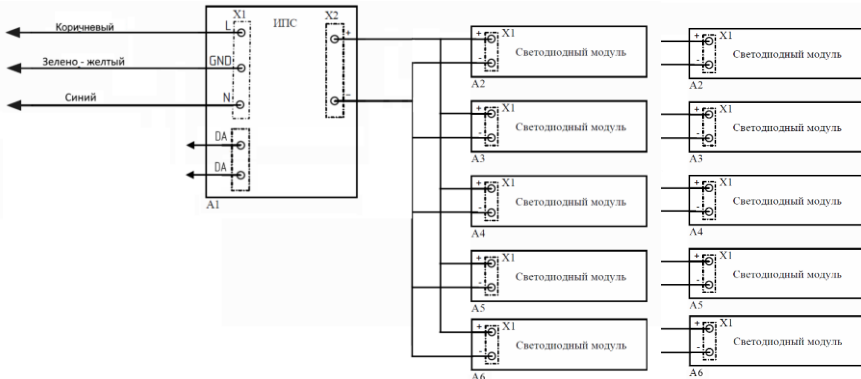 Коричневый
L
X1
ИПС
X2
+
Зелено - желтый
GND
Синий
N
–
DA
DA
A1
+
X1
Светодиодный модуль
-
A2
+
X1
Светодиодный модуль
-
A3
+
X1
Светодиодный модуль
-
A4
+
X1
Светодиодный модуль
-
A5
+
X1
Светодиодный модуль
-
A6
+
X1
Светодиодный модуль
-
A2
+
X1
Светодиодный модуль
-
A3
+
X1
Светодиодный модуль
-
A4
+
X1
Светодиодный модуль
-
A5
+
X1
Светодиодный модуль
-
A6